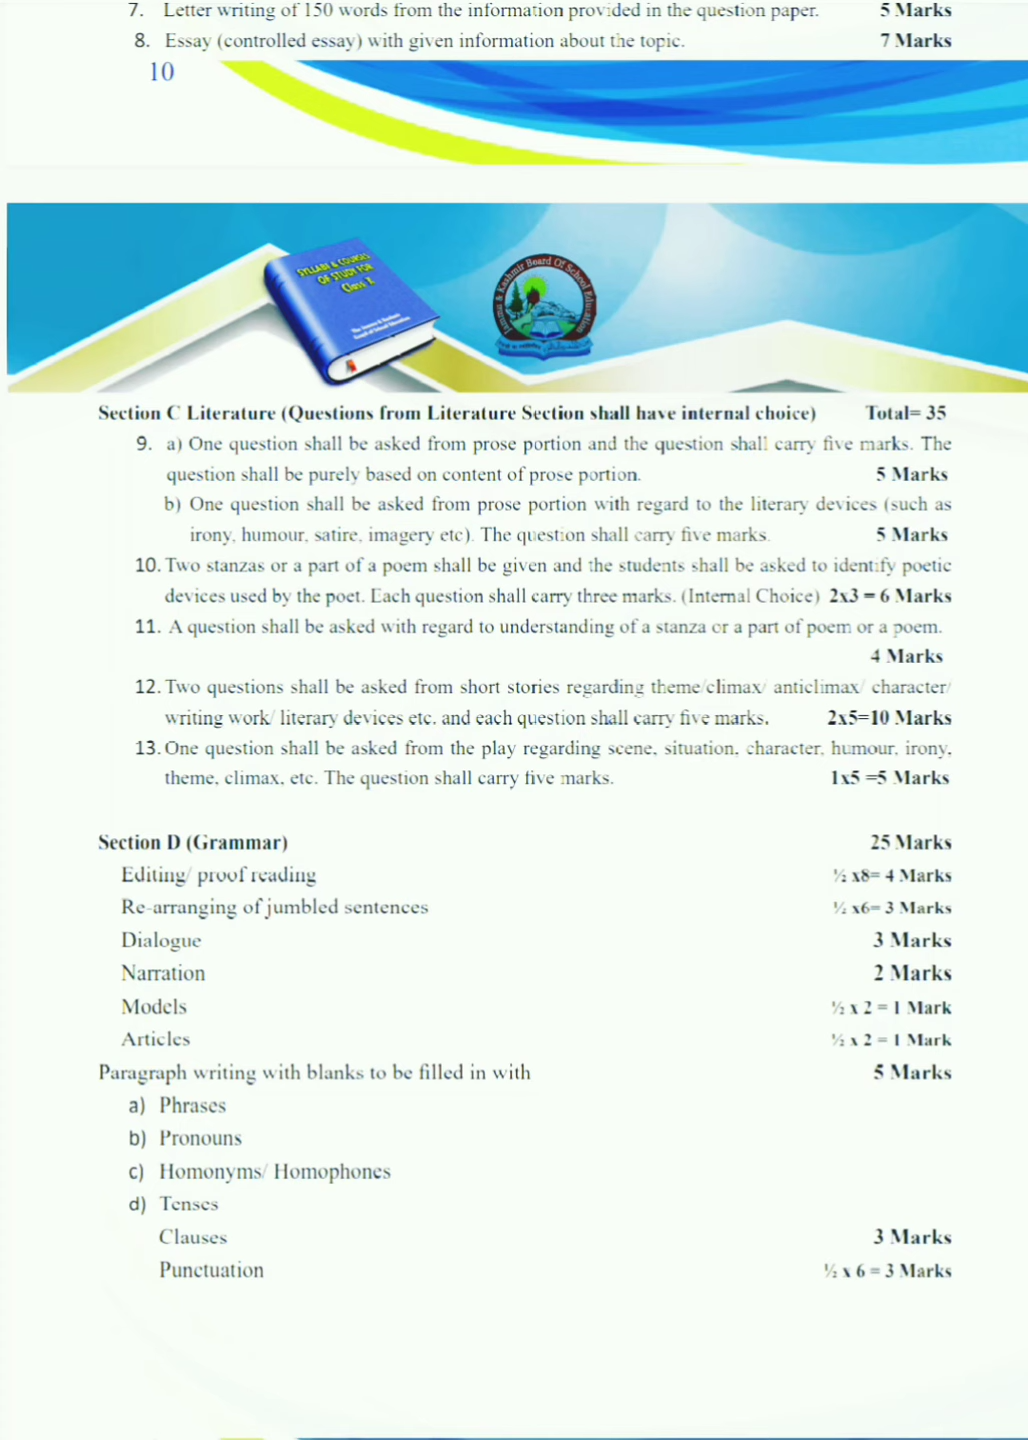 7. Letter writing of 150 words from the information provided in the question paper. 5 Marks
8. Essay (controlled essay) with given information about the topic. 7 Marks
10
SYLLABI & COURSES
OF STUDY FOR
Class X
Jammu & Kashmir Board Of School Education
Section C Literature (Questions from Literature Section shall have internal choice) Total= 35
9. a) One question shall be asked from prose portion and the question shall carry five marks. The
question shall be purely based on content of prose portion. 5 Marks
b) One question shall be asked from prose portion with regard to the literary devices (such as
irony, humour, satire, imagery etc). The question shall carry five marks. 5 Marks
10. Two stanzas or a part of a poem shall be given and the students shall be asked to identify poetic
devices used by the poet. Each question shall carry three marks. (Internal Choice) 2x3 = 6 Marks
11. A question shall be asked with regard to understanding of a stanza or a part of poem or a poem.
4 Marks
12. Two questions shall be asked from short stories regarding theme/climax/ anticlimax/ character/
writing work/ literary devices etc. and each question shall carry five marks. 2x5=10 Marks
13. One question shall be asked from the play regarding scene, situation, character, humour, irony,
theme, climax, etc. The question shall carry five marks. 1x5 =5 Marks
Section D (Grammar) 25 Marks
Editing/ proof reading ½ x8= 4 Marks
Re-arranging of jumbled sentences ½ x6= 3 Marks
Dialogue 3 Marks
Narration 2 Marks
Models ½ x 2 = 1 Mark
Articles ½ x 2 = 1 Mark
Paragraph writing with blanks to be filled in with 5 Marks
a) Phrases
b) Pronouns
c) Homonyms/ Homophones
d) Tenses
Clauses 3 Marks
Punctuation ½ x 6 = 3 Marks